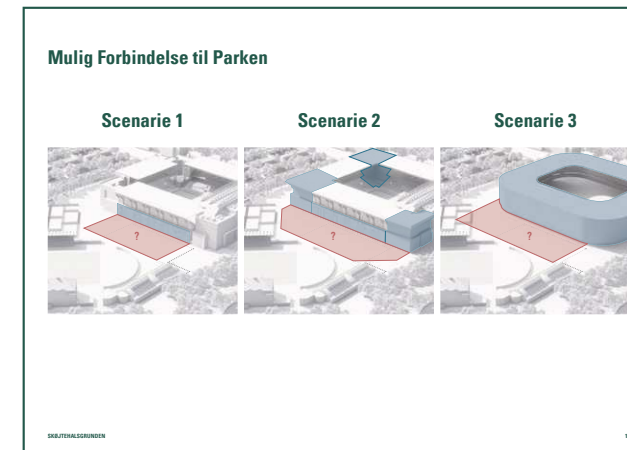 Mulig Forbindelse til Parken
Scenarie 1
Scenarie 2
Scenarie 3
?
?
?
SKØJTEHALSGRUNDEN